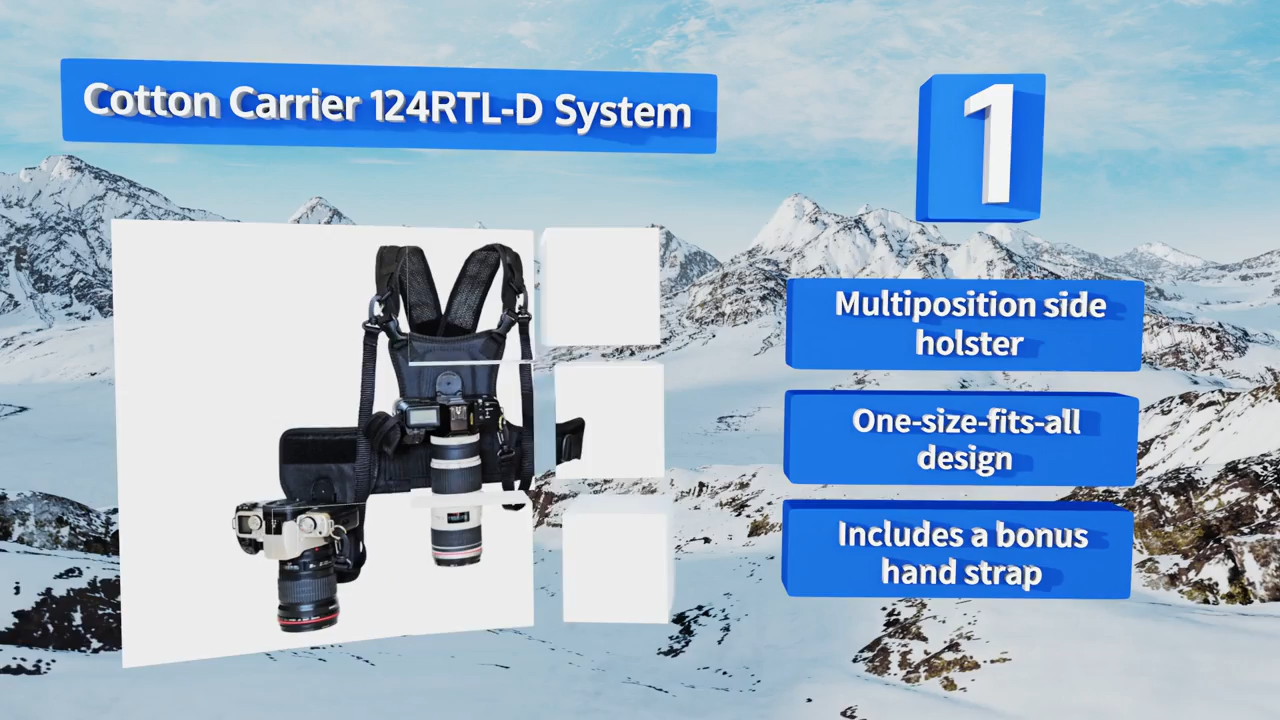 Cotton Carrier 124RTL-D System
1
Multiposition side
holster
One-size-fits-all
design
Includes a bonus
hand strap